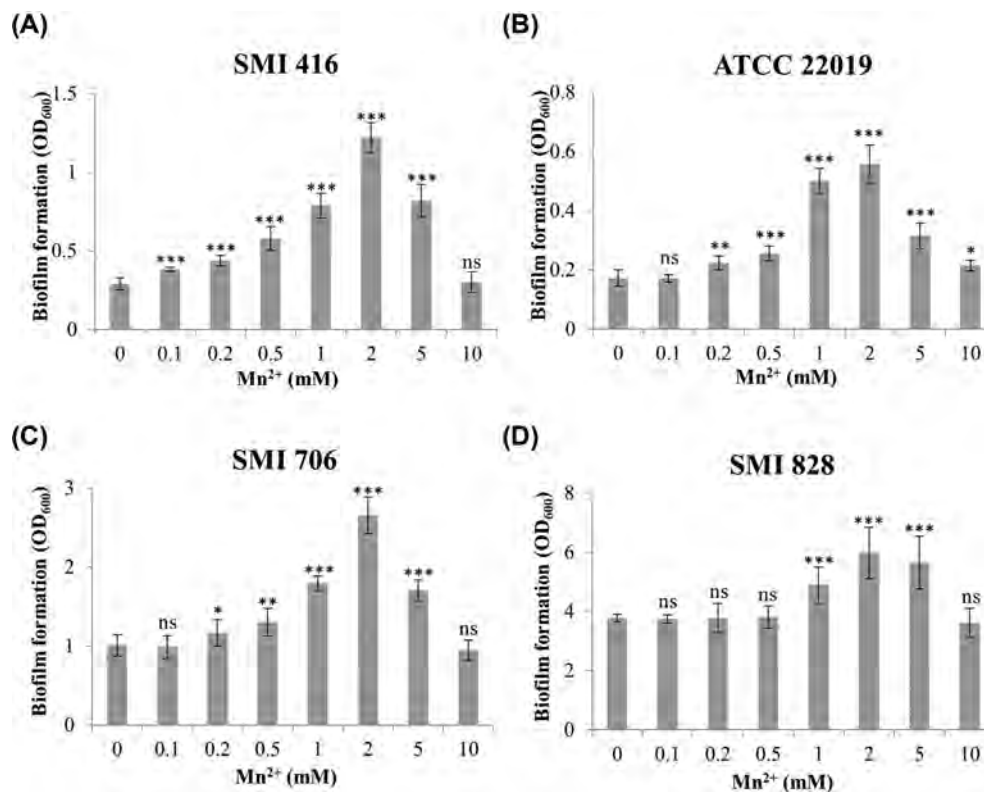 (A)
SMI 416
Biofilm formation (OD₆₀₀)
1.5
1
0.5
0
***
***
***
***
***
***
ns
0 0.1 0.2 0.5 1 2 5 10
Mn²⁺ (mM)
(B)
ATCC 22019
Biofilm formation (OD₆₀₀)
0.8
0.6
0.4
0.2
0
ns
**
***
***
***
***
*
0 0.1 0.2 0.5 1 2 5 10
Mn²⁺ (mM)
(C)
SMI 706
Biofilm formation (OD₆₀₀)
3
2
1
0
ns
*
**
***
***
***
ns
0 0.1 0.2 0.5 1 2 5 10
Mn²⁺ (mM)
(D)
SMI 828
Biofilm formation (OD₆₀₀)
8
6
4
2
0
ns
ns
ns
***
***
***
ns
0 0.1 0.2 0.5 1 2 5 10
Mn²⁺ (mM)